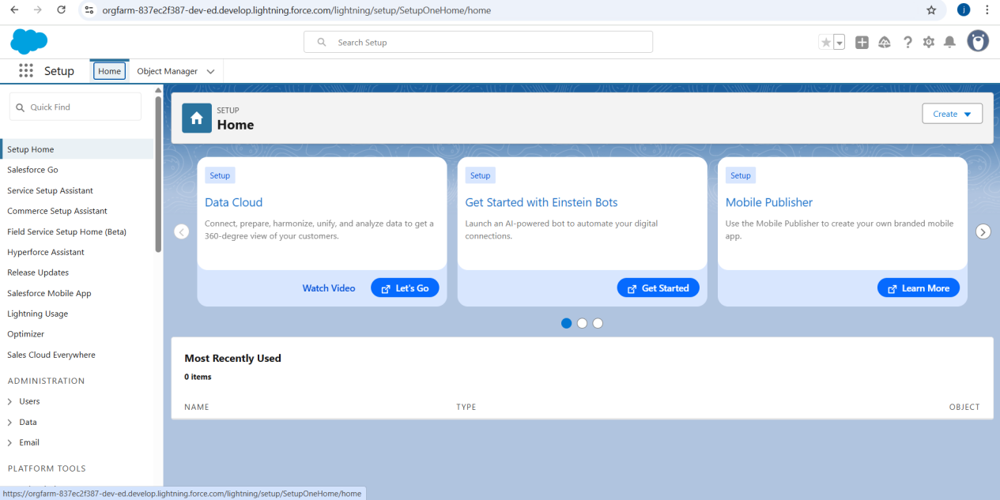 orgfarm-837ec2f387-dev-ed.develop.lightning.force.com/lightning/setup/SetupOneHome/home
j
Search Setup
Setup
Home
Object Manager
Quick Find
Setup Home
Salesforce Go
Service Setup Assistant
Commerce Setup Assistant
Field Service Setup Home (Beta)
Hyperforce Assistant
Release Updates
Salesforce Mobile App
Lightning Usage
Optimizer
Sales Cloud Everywhere
ADMINISTRATION
Users
Data
Email
PLATFORM TOOLS
SETUP
Home
Create
Setup
Data Cloud
Connect, prepare, harmonize, unify, and analyze data to get a
360-degree view of your customers.
Watch Video
Let's Go
Setup
Get Started with Einstein Bots
Launch an AI-powered bot to automate your digital
connections.
Get Started
Setup
Mobile Publisher
Use the Mobile Publisher to create your own branded mobile
app.
Learn More
Most Recently Used
0 items
NAME TYPE OBJECT
https://orgfarm-837ec2f387-dev-ed.develop.lightning.force.com/lightning/setup/SetupOneHome/home